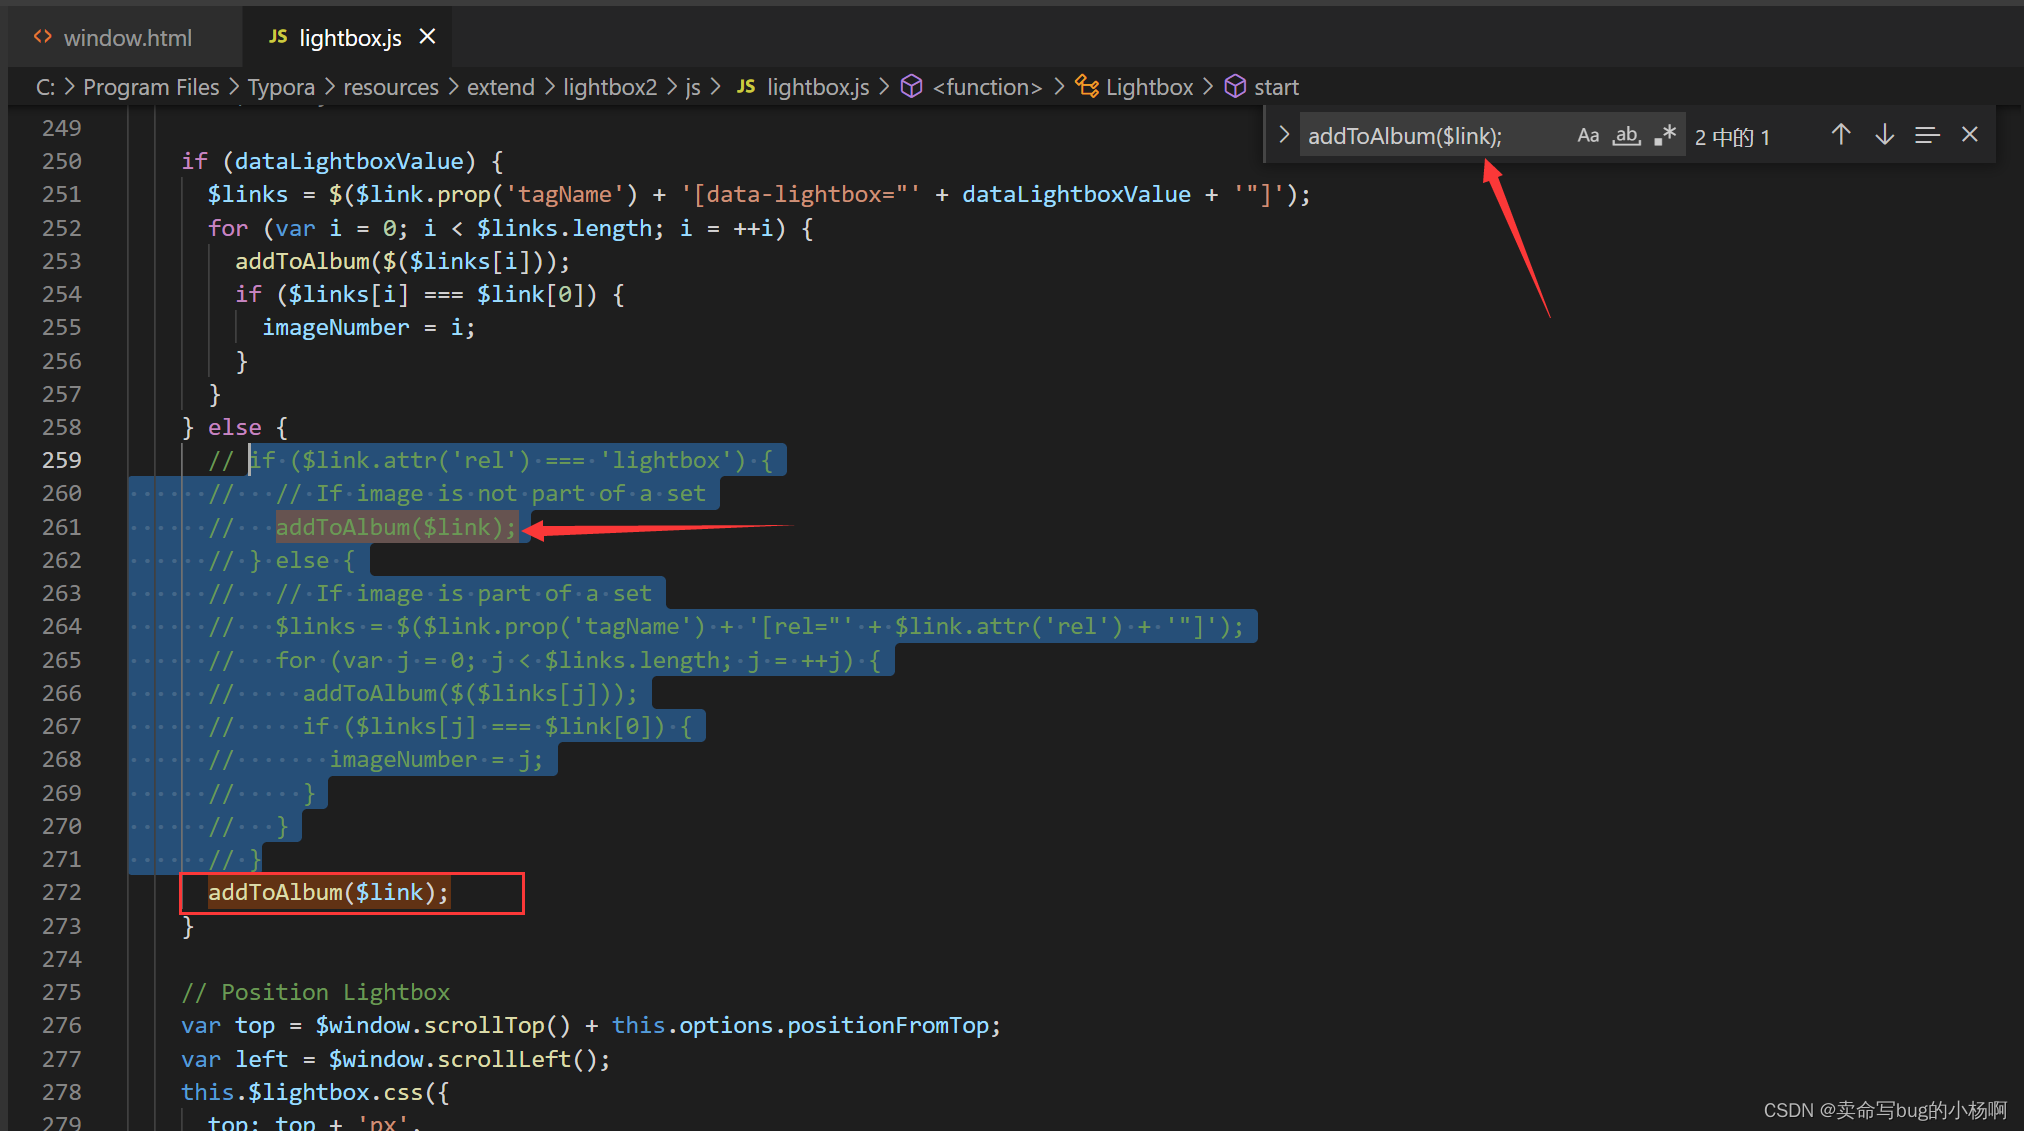 window.html
JS lightbox.js
C: > Program Files > Typora > resources > extend > lightbox2 > js > JS lightbox.js > <function> > Lightbox > start
addToAlbum($link); Aa ab .* 2 中的 1
249
250 if (dataLightboxValue) {
251 $links = $($link.prop('tagName') + '[data-lightbox="' + dataLightboxValue + '"]');
252 for (var i = 0; i < $links.length; i = ++i) {
253 addToAlbum($($links[i]));
254 if ($links[i] === $link[0]) {
255 imageNumber = i;
256 }
257 }
258 } else {
259 // if ($link.attr('rel') === 'lightbox') {
260 // // If image is not part of a set
261 // addToAlbum($link);
262 // } else {
263 // // If image is part of a set
264 // $links = $($link.prop('tagName') + '[rel="' + $link.attr('rel') + '"]');
265 // for (var j = 0; j < $links.length; j = ++j) {
266 // addToAlbum($($links[j]));
267 // if ($links[j] === $link[0]) {
268 // imageNumber = j;
269 // }
270 // }
271 // }
272 addToAlbum($link);
273 }
274
275 // Position Lightbox
276 var top = $window.scrollTop() + this.options.positionFromTop;
277 var left = $window.scrollLeft();
278 this.$lightbox.css({
279 top: top + 'px',
CSDN @卖命写bug的小杨啊